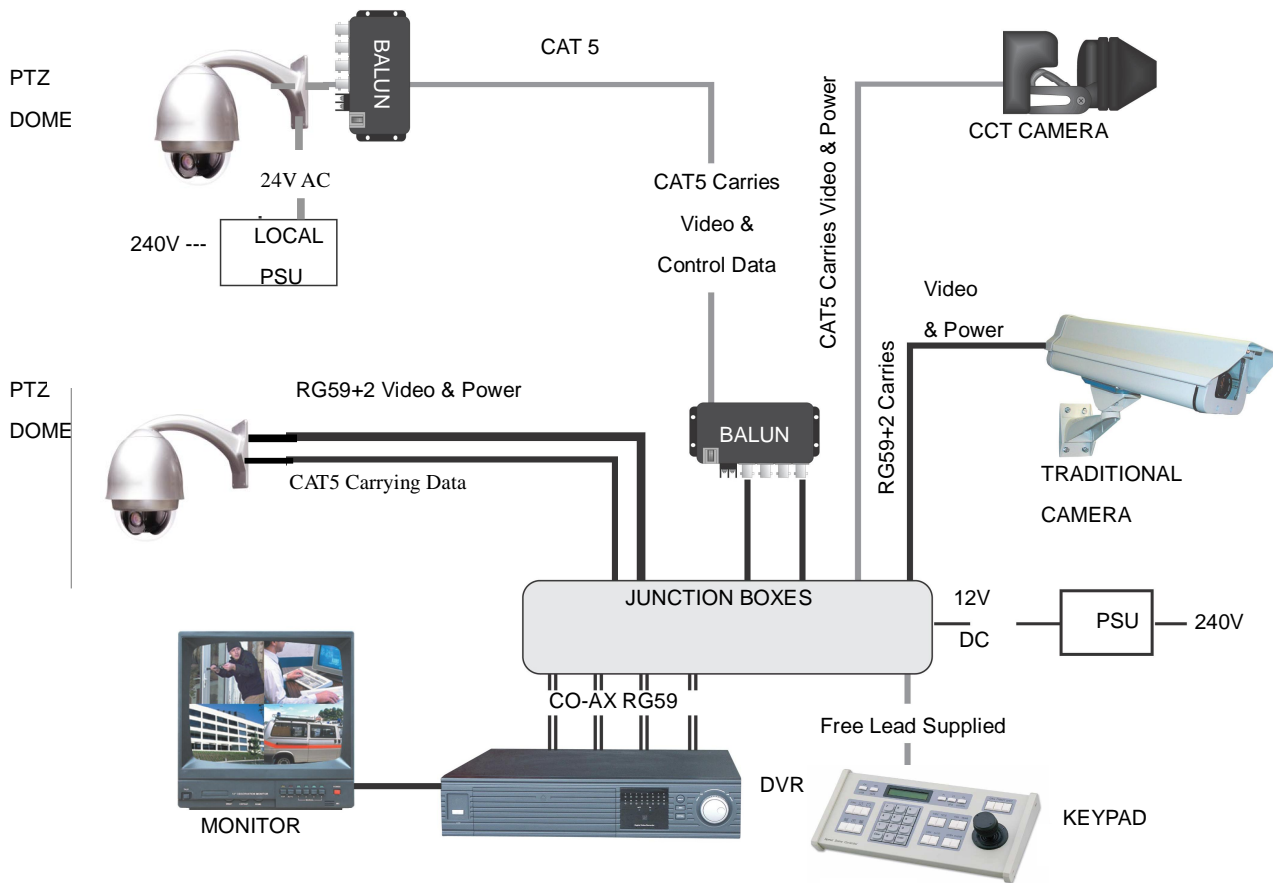 CAT 5
BALUN
PTZ
DOME
24V AC
240V ---
LOCAL
PSU
CAT5 Carries
Video &
Control Data
CAT5 Carries Video & Power
CCT CAMERA
Video
& Power
RG59+2 Carries
TRADITIONAL
CAMERA
PTZ
DOME
RG59+2 Video & Power
CAT5 Carrying Data
BALUN
JUNCTION BOXES
12V
DC
PSU
240V
CO-AX RG59
Free Lead Supplied
MONITOR
DVR
KEYPAD